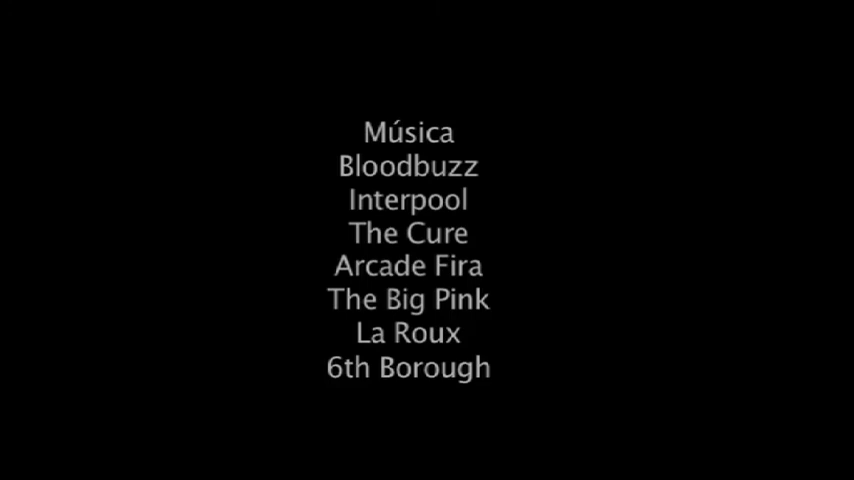 Música
Bloodbuzz
Interpool
The Cure
Arcade Fira
The Big Pink
La Roux
6th Borough